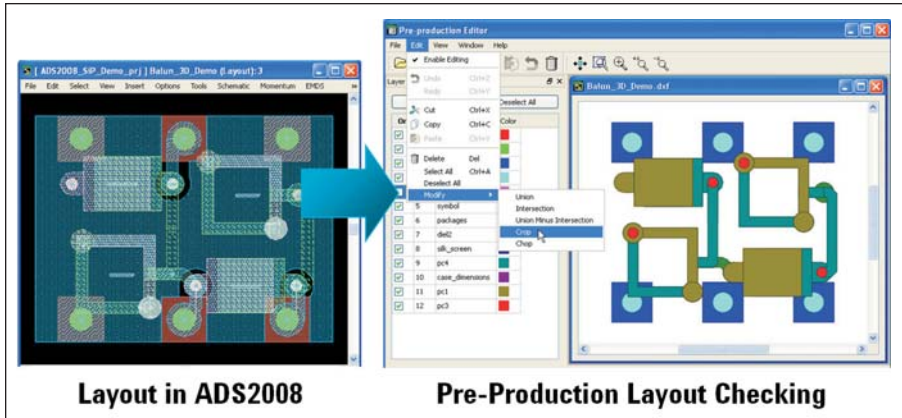 [ ADS2008_SiP_Demo_prj ] Balun_3D_Demo (Layout):3
File Edit Select View Insert Options Tools Schematic Momentum EMDS »
Pre-production Editor
File Edit View Window Help
Enable Editing
Undo Ctrl+Z
Redo Ctrl+Y
Cut Ctrl+X
Copy Ctrl+C
Paste Ctrl+V
Delete Del
Select All Ctrl+A
Deselect All
Modify
Layer
Deselect All
Color
5 symbol
6 packages
7 diel2
8 silk_screen
9 pc4
10 case_dimensions
11 pc1
12 pc3
Union
Intersection
Union Minus Intersection
Crop
Chop
Balun_3D_Demo.dxf
Layout in ADS2008
Pre-Production Layout Checking